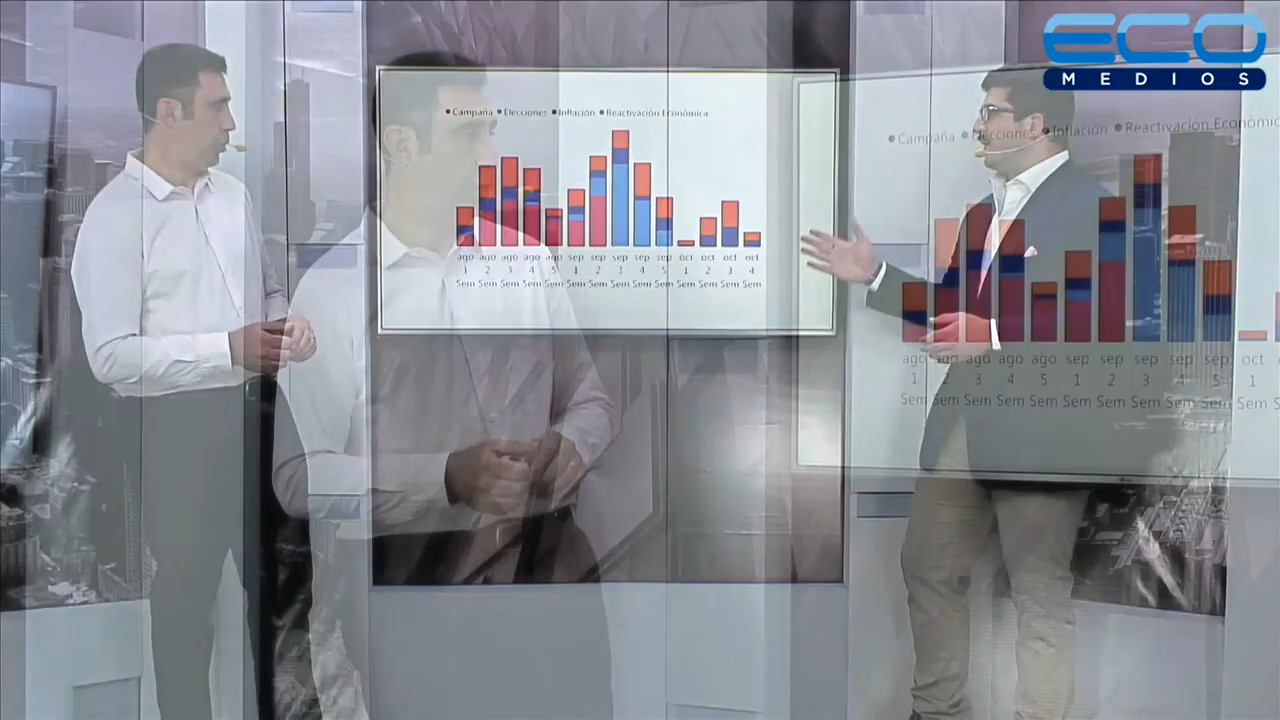 ECO
MEDIOS
Campaña Elecciones Inflación Reactivación Económica
ago ago ago ago ago sep sep sep sep sep oct oct oct oct
1 2 3 4 5 1 2 3 4 5 1 2 3 4
Sem Sem Sem Sem Sem Sem Sem Sem Sem Sem Sem Sem Sem Sem
Campaña Elecciones Inflación Reactivación
ago ago ago ago ago sep sep sep sep sep oct
1 2 3 4 5 1 2 3 4 5 1
Sem Sem Sem Sem Sem Sem Sem Sem Sem Sem Sem